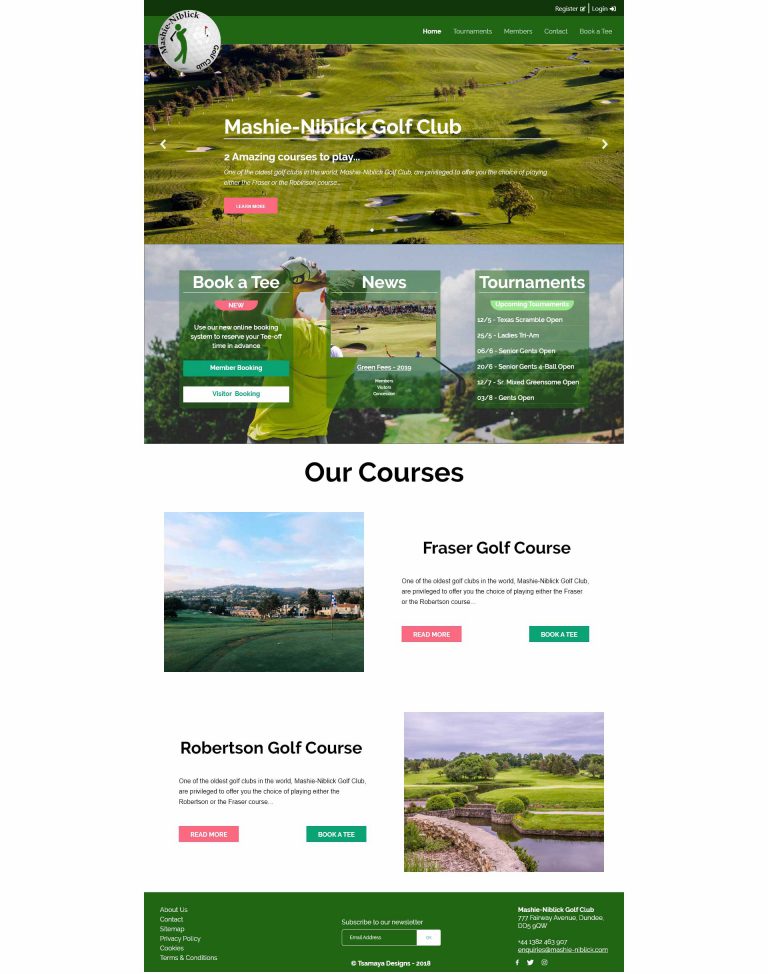 Register | Login
Mashie-Niblick
Golf Club
Home Tournaments Members Contact Book a Tee
Mashie-Niblick Golf Club
2 Amazing courses to play...
One of the oldest golf clubs in the world, Mashie-Niblick Golf Club, are privileged to offer you the choice of playing
either the Fraser or the Robinson course...
LEARN MORE
Book a Tee
NEW
Use our new online booking
system to reserve your Tee-off
time in advance
Member Booking
Visitor Booking
News
Green Fees - 2019
Members
Visitors
Concession
Tournaments
Upcoming Tournements
12/5 - Texas Scramble Open
25/5 - Ladies Tri-Am
06/6 - Senior Gents Open
20/6 - Senior Gents 4-Ball Open
12/7 - Sr. Mixed Greensome Open
03/8 - Gents Open
Our Courses
Fraser Golf Course
One of the oldest golf clubs in the world, Mashie-Niblick Golf Club,
are privileged to offer you the choice of playing either the Fraser
or the Robertson course...
READ MORE BOOK A TEE
Robertson Golf Course
One of the oldest golf clubs in the world, Mashie-Niblick Golf Club,
are privileged to offer you the choice of playing either the
Robertson or the Fraser course...
READ MORE BOOK A TEE
About Us
Contact
Sitemap
Privacy Policy
Cookies
Terms & Conditions
Subscribe to our newsletter
Email Address OK
© Tsamaya Designs - 2018
Mashie-Niblick Golf Club
777 Fairway Avenue, Dundee,
DD5 9QW
+44 1382 463 907
enquiries@mashie-niblick.com